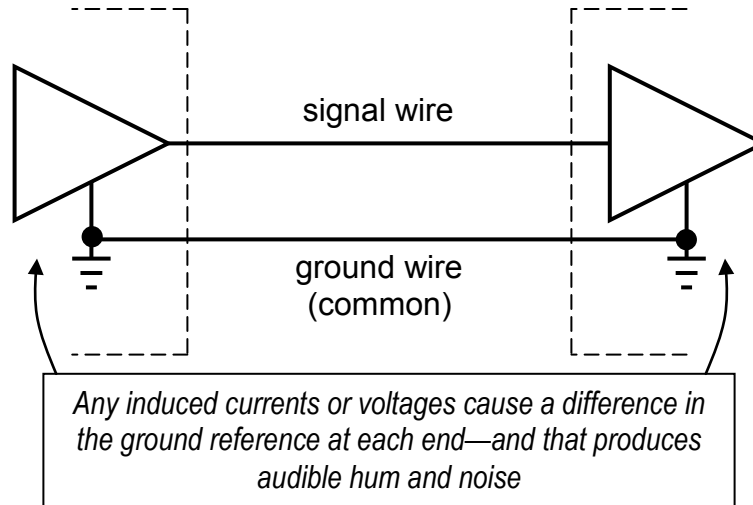 signal wire
ground wire
(common)
Any induced currents or voltages cause a difference in
the ground reference at each end—and that produces
audible hum and noise